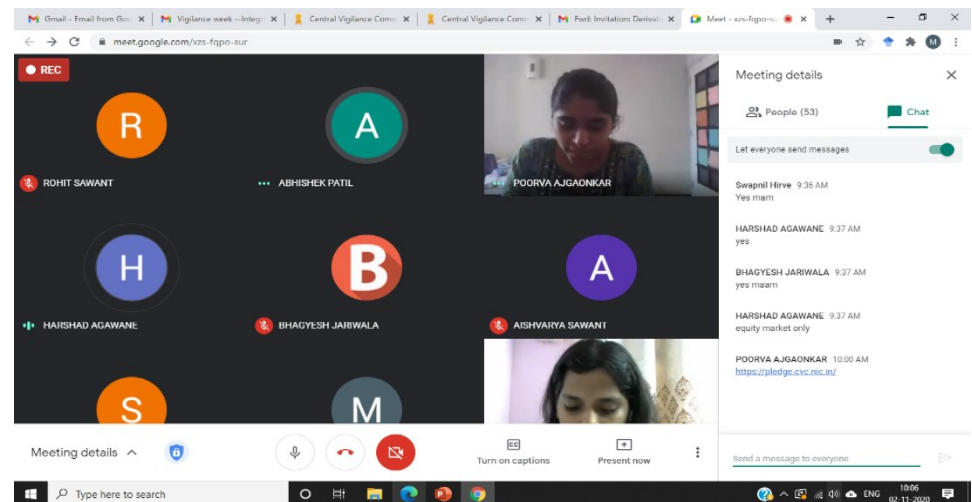 Gmail - Email from Goo
Vigilance week --Integr
Central Vigilance Comm
Central Vigilance Comm
Fwd: Invitation: Derivati
Meet - xzs-fqpo-su
meet.google.com/xzs-fqpo-sur
M
REC
R
ROHIT SAWANT
A
ABHISHEK PATIL
POORVA AJGAONKAR
H
HARSHAD AGAWANE
B
BHAGYESH JARIWALA
A
AISHVARYA SAWANT
S
M
Meeting details
People (53)
Chat
Let everyone send messages
Swapnil Hirve 9:36 AM
Yes mam
HARSHAD AGAWANE 9:37 AM
yes
BHAGYESH JARIWALA 9:37 AM
yes maam
HARSHAD AGAWANE 9:37 AM
equity market only
POORVA AJGAONKAR 10:00 AM
https://pledge.cvc.nic.in/
Send a message to everyone
Meeting details
Turn on captions
Present now
Type here to search
ENG
10:06
02-11-2020